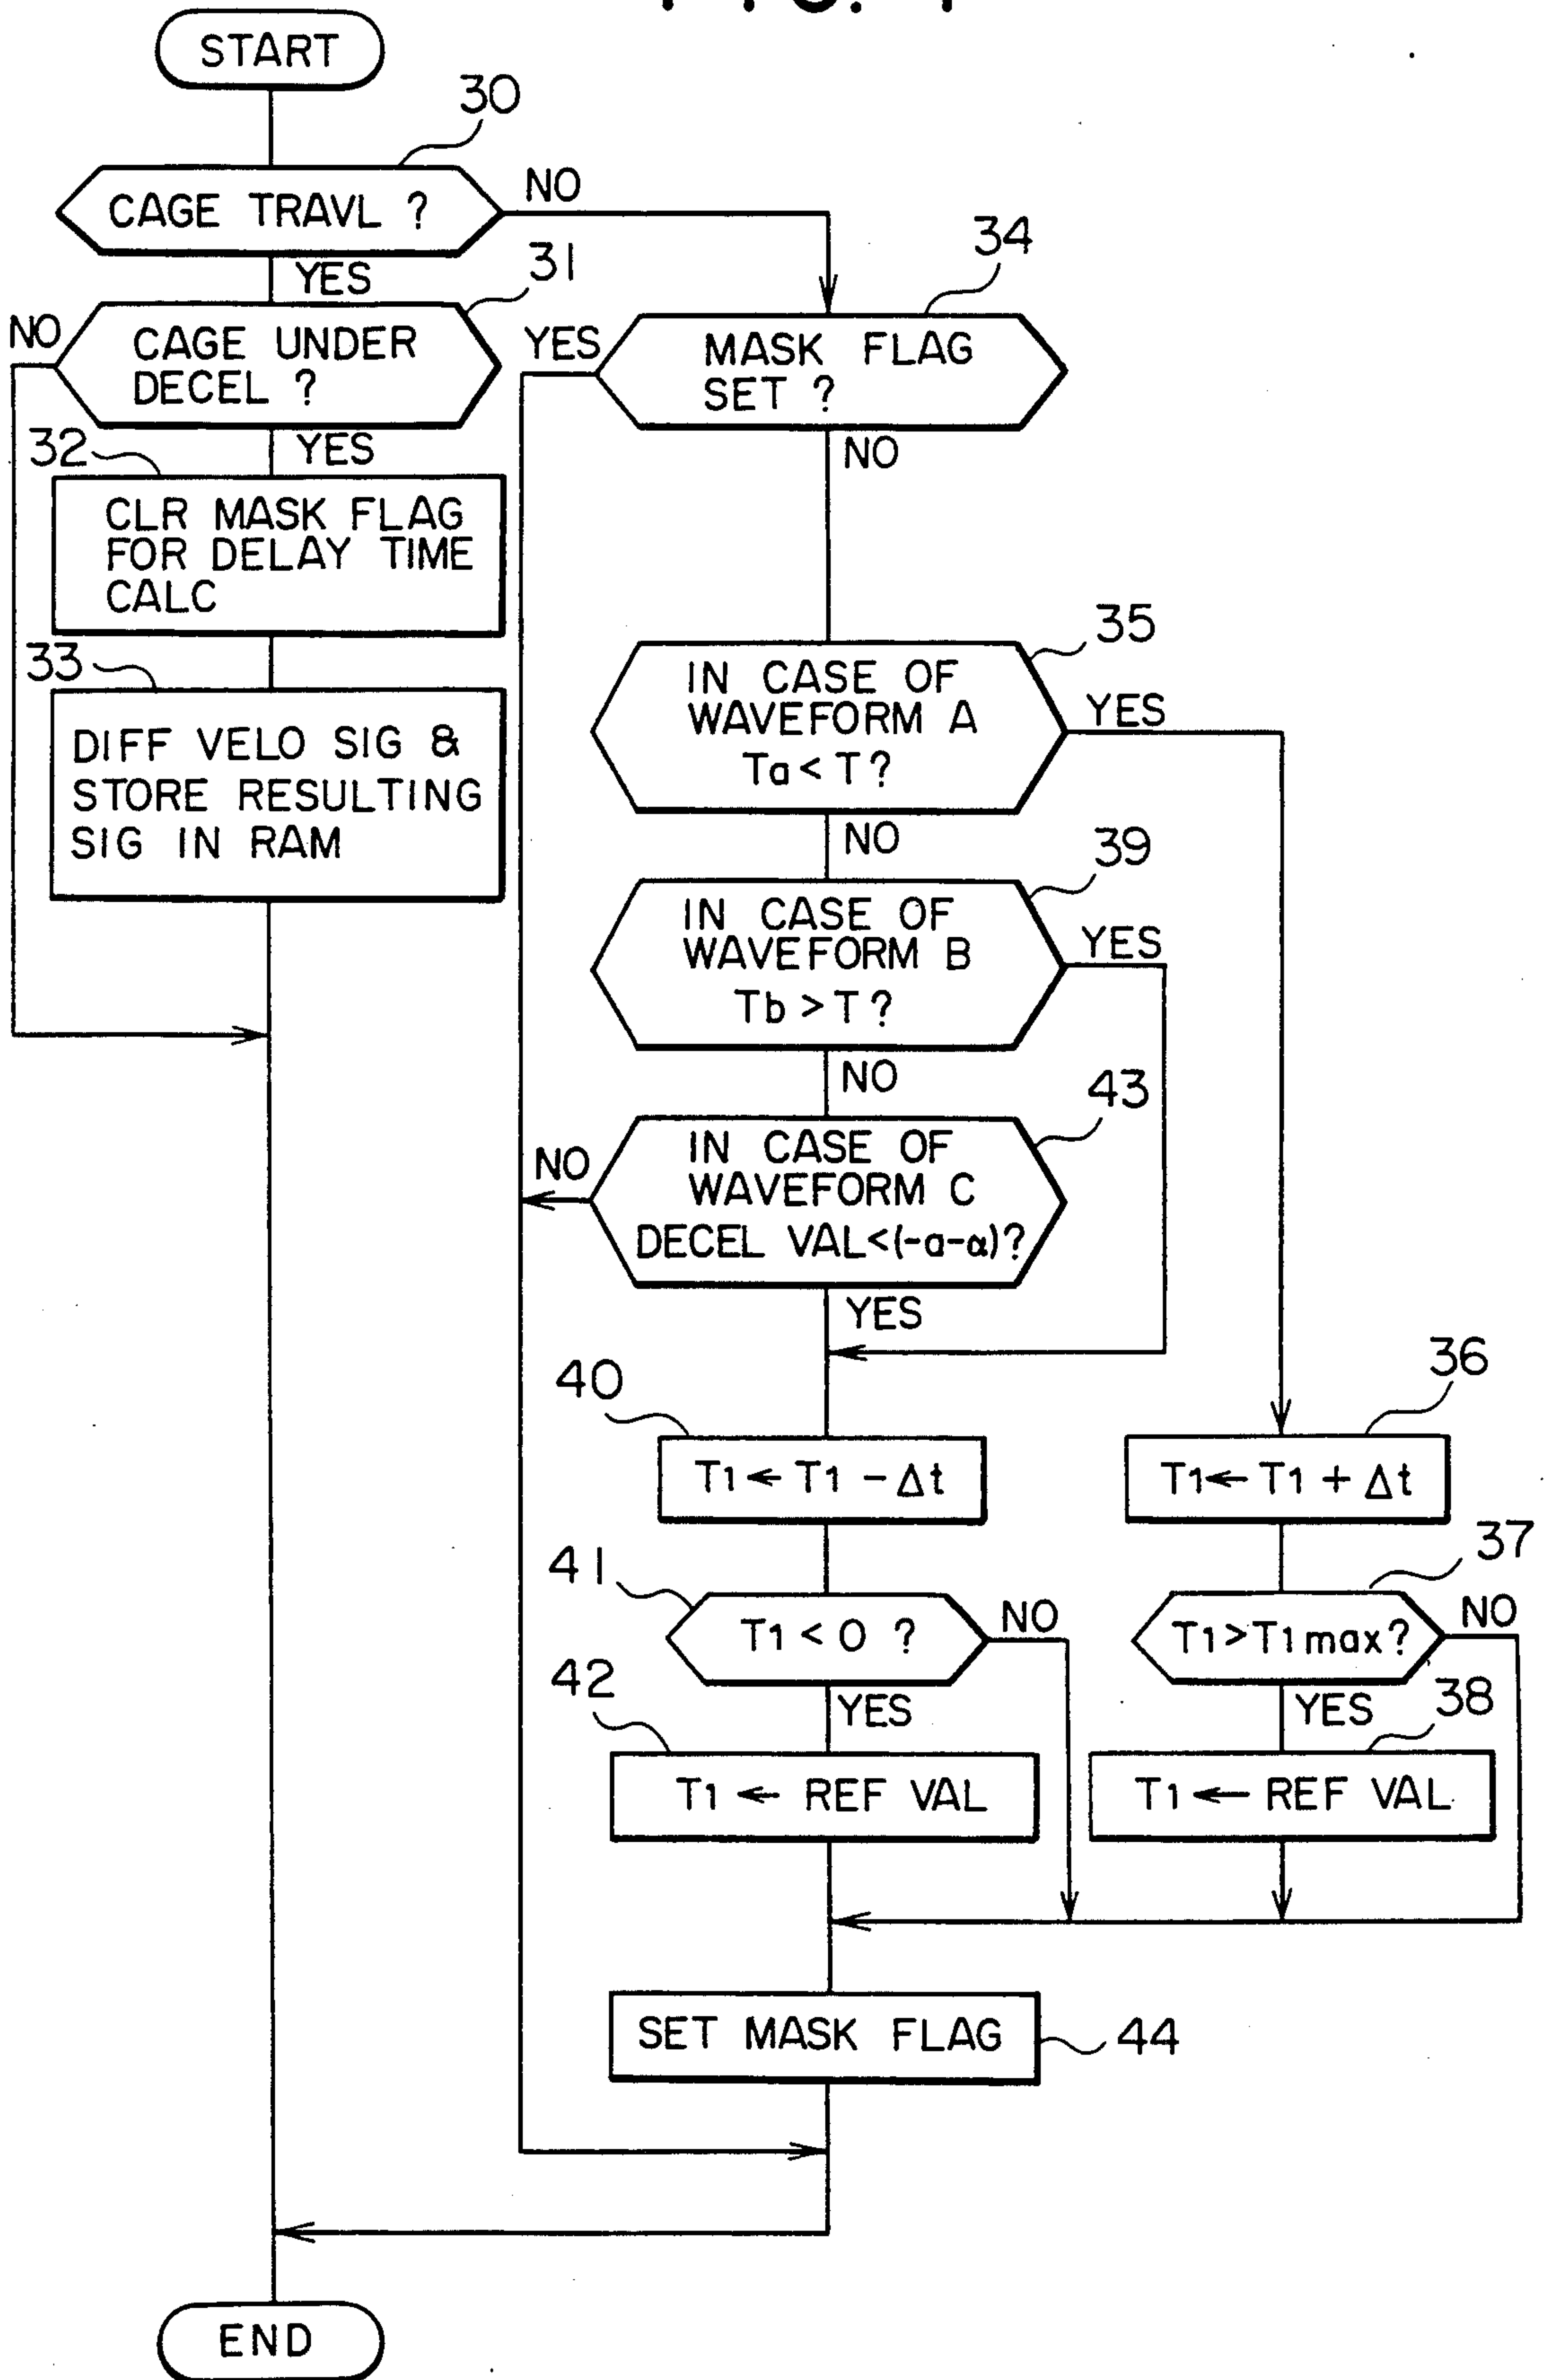 START
30
CAGE TRAVL ?
NO
YES
31
NO
CAGE UNDER
DECEL ?
YES
32
CLR MASK FLAG
FOR DELAY TIME
CALC
33
DIFF VELO SIG &
STORE RESULTING
SIG IN RAM
34
YES
MASK FLAG
SET ?
NO
35
IN CASE OF
WAVEFORM A
Ta < T ?
YES
NO
39
IN CASE OF
WAVEFORM B
Tb > T ?
YES
NO
43
NO
IN CASE OF
WAVEFORM C
DECEL VAL<(-a-α)?
YES
40
T1 ← T1 - Δt
36
T1 ← T1 + Δt
41
T1 < 0 ?
NO
37
T1 > T1 max ?
NO
42
YES
T1 ← REF VAL
YES
38
T1 ← REF VAL
SET MASK FLAG
44
END